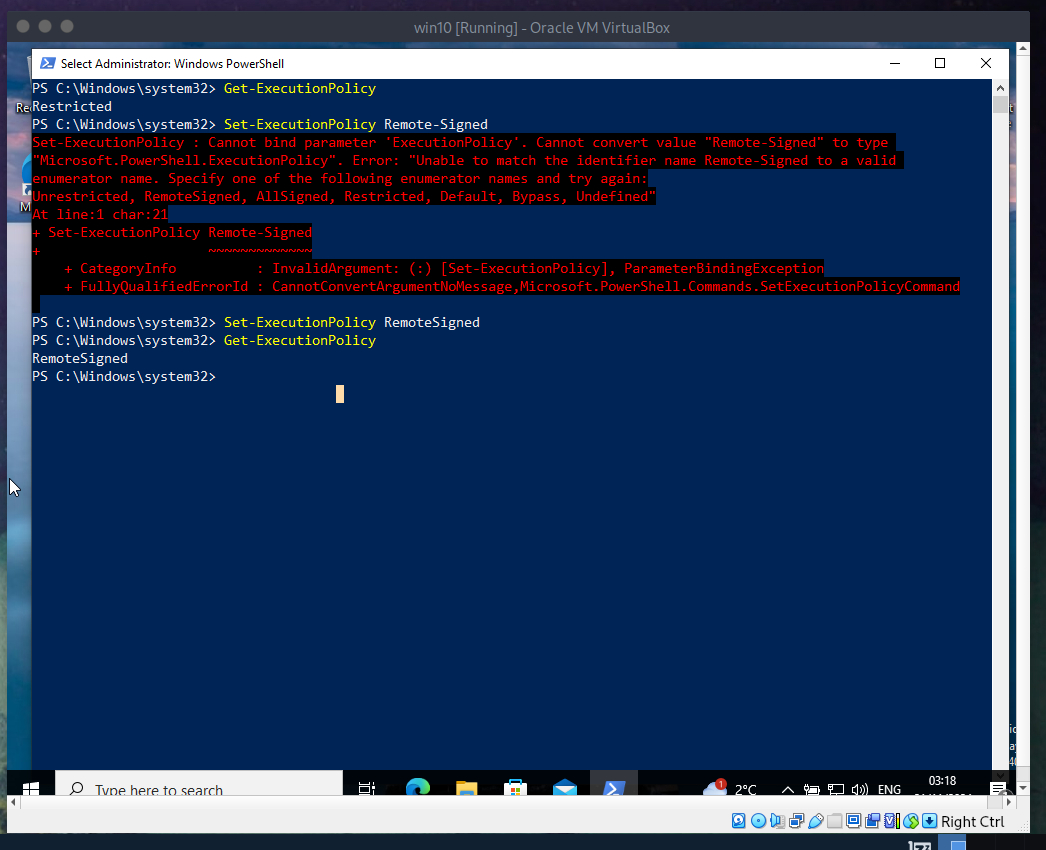 win10 [Running] - Oracle VM VirtualBox
Select Administrator: Windows PowerShell
PS C:\Windows\system32> Get-ExecutionPolicy
Restricted
PS C:\Windows\system32> Set-ExecutionPolicy Remote-Signed
Set-ExecutionPolicy : Cannot bind parameter 'ExecutionPolicy'. Cannot convert value "Remote-Signed" to type
"Microsoft.PowerShell.ExecutionPolicy". Error: "Unable to match the identifier name Remote-Signed to a valid
enumerator name. Specify one of the following enumerator names and try again:
Unrestricted, RemoteSigned, AllSigned, Restricted, Default, Bypass, Undefined"
At line:1 char:21
+ Set-ExecutionPolicy Remote-Signed
+                     ~~~~~~~~~~~~~
    + CategoryInfo          : InvalidArgument: (:) [Set-ExecutionPolicy], ParameterBindingException
    + FullyQualifiedErrorId : CannotConvertArgumentNoMessage,Microsoft.PowerShell.Commands.SetExecutionPolicyCommand
PS C:\Windows\system32> Set-ExecutionPolicy RemoteSigned
PS C:\Windows\system32> Get-ExecutionPolicy
RemoteSigned
PS C:\Windows\system32>
Type here to search
1
2°C
ENG
03:18
Right Ctrl